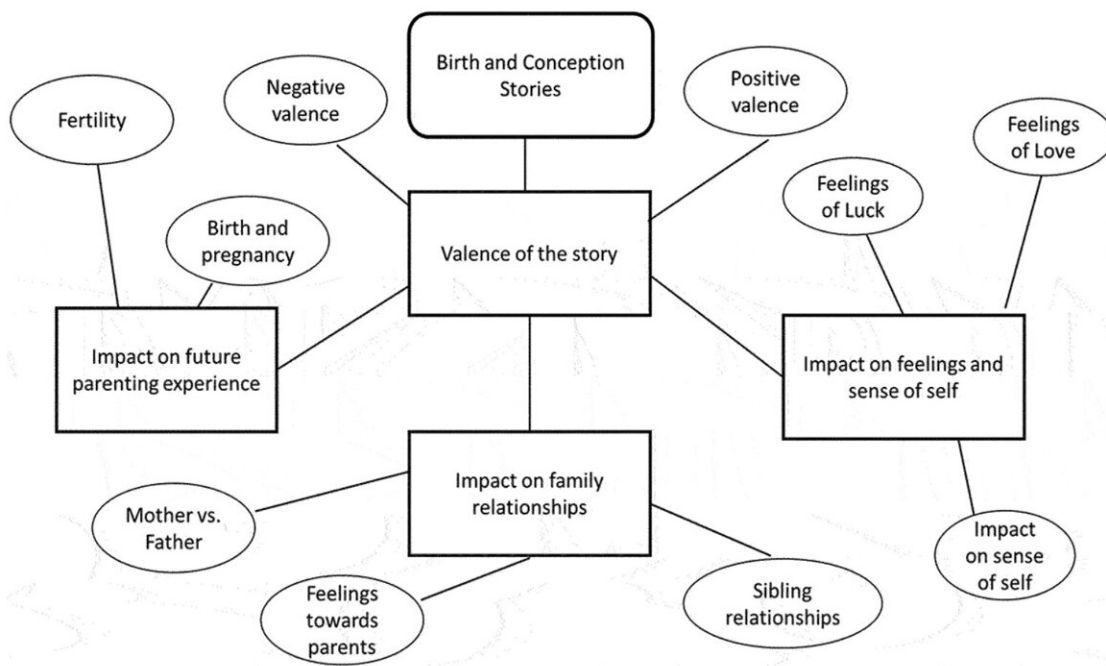 Birth and Conception
Stories
Negative
valence
Positive
valence
Fertility
Feelings
of Love
Feelings
of Luck
Birth and
pregnancy
Valence of the story
Impact on future
parenting experience
Impact on feelings and
sense of self
Impact on family
relationships
Mother vs.
Father
Feelings
towards
parents
Sibling
relationships
Impact
on sense
of self